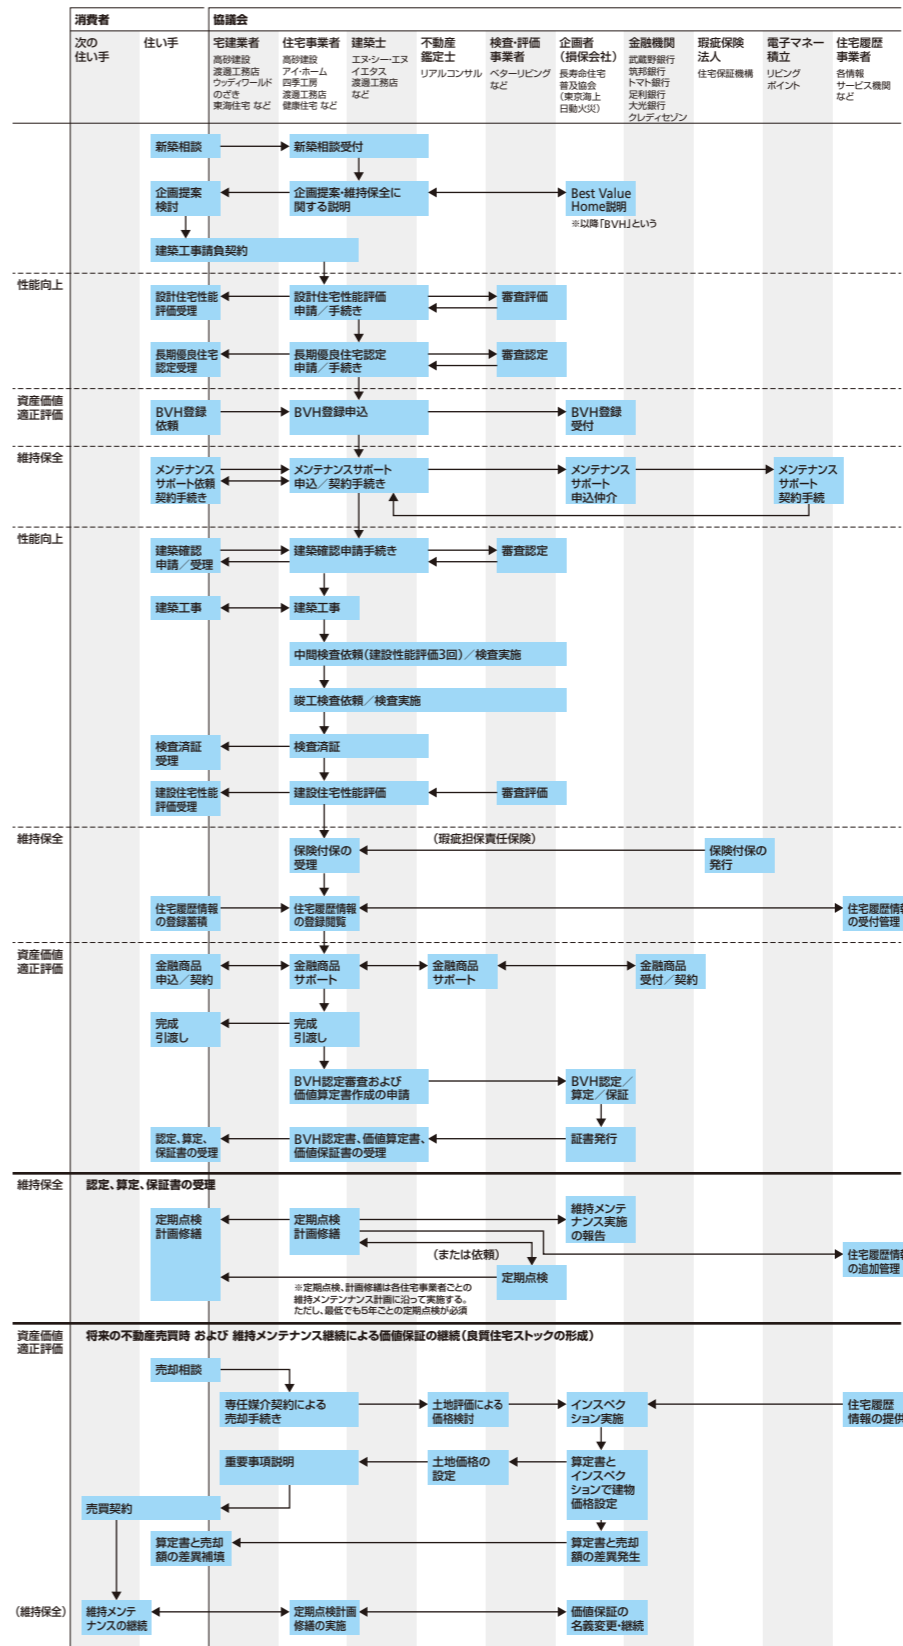 消費者
協議会
次の
住い手
住い手
宅建業者
高砂建設
渡邊工務店
ウッディワールド
のざき
東海住宅 など
住宅事業者
高砂建設
アイ・ホーム
四季工房
渡邊工務店
健康住宅 など
建築士
エヌ・シー・エヌ
イエタス
渡邊工務店
など
不動産
鑑定士
リアルコンサル
検査・評価
事業者
ベターリビング
など
企画者
(損保会社)
長寿命住宅
普及協会
(東京海上
日動火災)
金融機関
武蔵野銀行
筑邦銀行
トマト銀行
足利銀行
大光銀行
クレディセゾン
瑕疵保険
法人
住宅保証機構
電子マネー
積立
リビング
ポイント
住宅履歴
事業者
各情報
サービス機関
など
新築相談
新築相談受付
企画提案
検討
企画提案・維持保全に
関する説明
Best Value
Home説明
※以降「BVH」という
建築工事請負契約
性能向上
設計住宅性能
評価受理
設計住宅性能評価
申請/手続き
審査評価
長期優良住宅
認定受理
長期優良住宅認定
申請/手続き
審査認定
資産価値
適正評価
BVH登録
依頼
BVH登録申込
BVH登録
受付
維持保全
メンテナンス
サポート依頼
契約手続き
メンテナンスサポート
申込/契約手続き
メンテナンス
サポート
申込仲介
メンテナンス
サポート
契約手続
性能向上
建築確認
申請/受理
建築確認申請手続き
審査認定
建築工事
建築工事
中間検査依頼(建設性能評価3回)/検査実施
竣工検査依頼/検査実施
検査済証
受理
検査済証
建設住宅性能
評価受理
建設住宅性能評価
審査評価
維持保全
保険付保の
受理
(瑕疵担保責任保険)
保険付保の
発行
住宅履歴情報
の登録蓄積
住宅履歴情報
の登録閲覧
住宅履歴情報
の受付管理
資産価値
適正評価
金融商品
申込/契約
金融商品
サポート
金融商品
サポート
金融商品
受付/契約
完成
引渡し
完成
引渡し
BVH認定審査および
価値算定書作成の申請
BVH認定/
算定/保証
認定、算定、
保証書の受理
BVH認定書、価値算定書、
価値保証書の受理
証書発行
維持保全
認定、算定、保証書の受理
定期点検
計画修繕
定期点検
計画修繕
維持メンテ
ナンス実施
の報告
(または依頼)
定期点検
住宅履歴情報
の追加管理
※定期点検、計画修繕は各住宅事業者ごとの
維持メンテンナンス計画に沿って実施する。
ただし、最低でも5年ごとの定期点検が必須
資産価値
適正評価
将来の不動産売買時 および 維持メンテナンス継続による価値保証の継続(良質住宅ストックの形成)
売却相談
専任媒介契約による
売却手続き
土地評価による
価格検討
インスペク
ション実施
住宅履歴
情報の提供
重要事項説明
土地価格の
設定
算定書と
インスペク
ションで建物
価格設定
売買契約
算定書と売却
額の差異補填
算定書と売却
額の差異発生
(維持保全)
維持メンテ
ナンスの継続
定期点検計画
修繕の実施
価値保証の
名義変更・継続